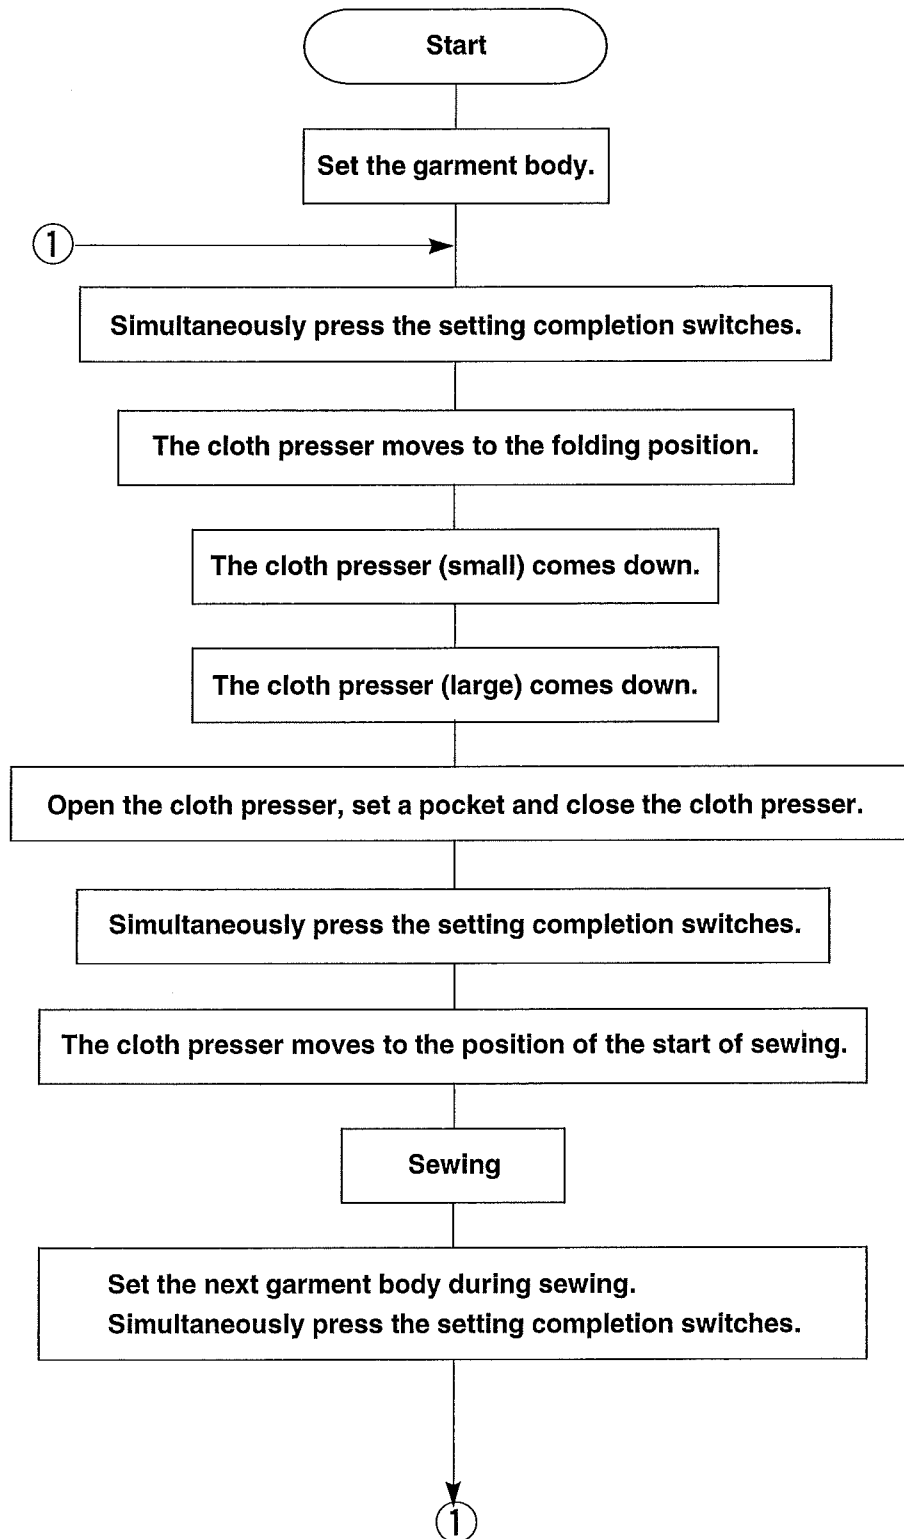 Start
Set the garment body.
①
Simultaneously press the setting completion switches.
The cloth presser moves to the folding position.
The cloth presser (small) comes down.
The cloth presser (large) comes down.
Open the cloth presser, set a pocket and close the cloth presser.
Simultaneously press the setting completion switches.
The cloth presser moves to the position of the start of sewing.
Sewing
Set the next garment body during sewing.
Simultaneously press the setting completion switches.
①